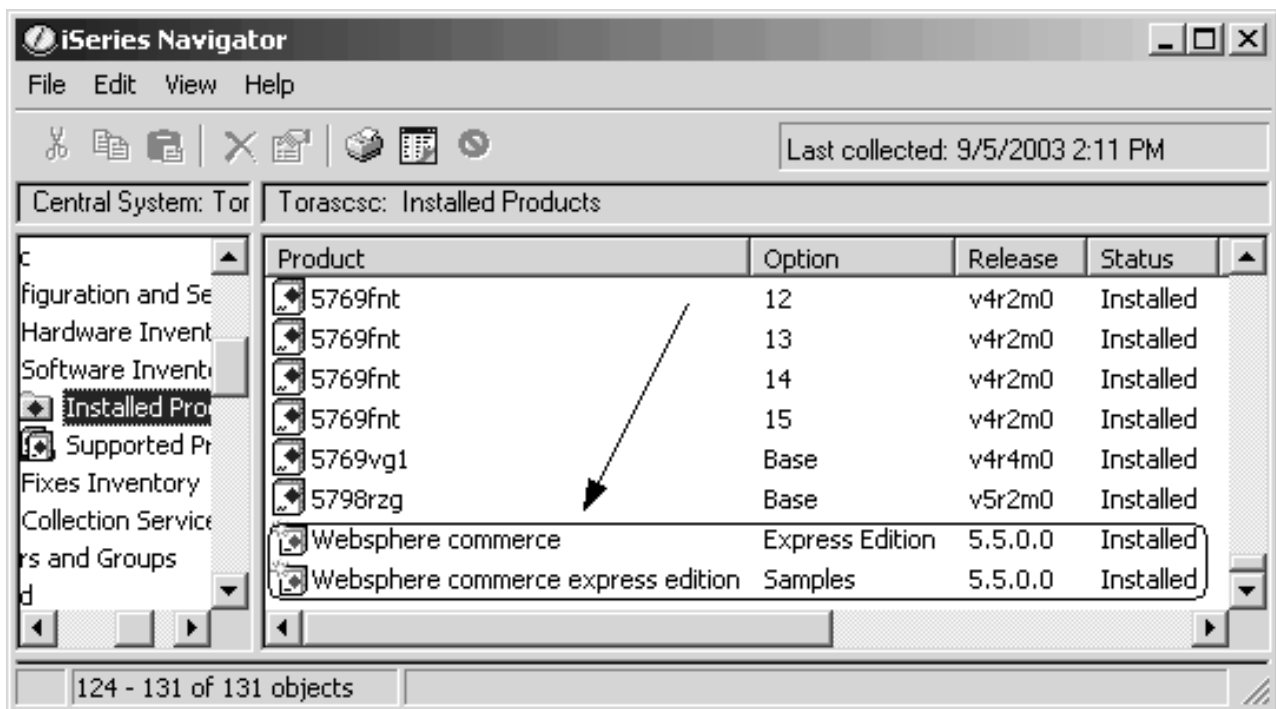 iSeries Navigator
File Edit View Help
Last collected: 9/5/2003 2:11 PM
Central System: Tor
Torascsc: Installed Products
c
figuration and Se
Hardware Invent
Software Invento
Installed Pro
Supported Pr
Fixes Inventory
Collection Service
rs and Groups
d
Product Option Release Status
5769fnt 12 v4r2m0 Installed
5769fnt 13 v4r2m0 Installed
5769fnt 14 v4r2m0 Installed
5769fnt 15 v4r2m0 Installed
5769vg1 Base v4r4m0 Installed
5798rzg Base v5r2m0 Installed
Websphere commerce Express Edition 5.5.0.0 Installed
Websphere commerce express edition Samples 5.5.0.0 Installed
124 - 131 of 131 objects